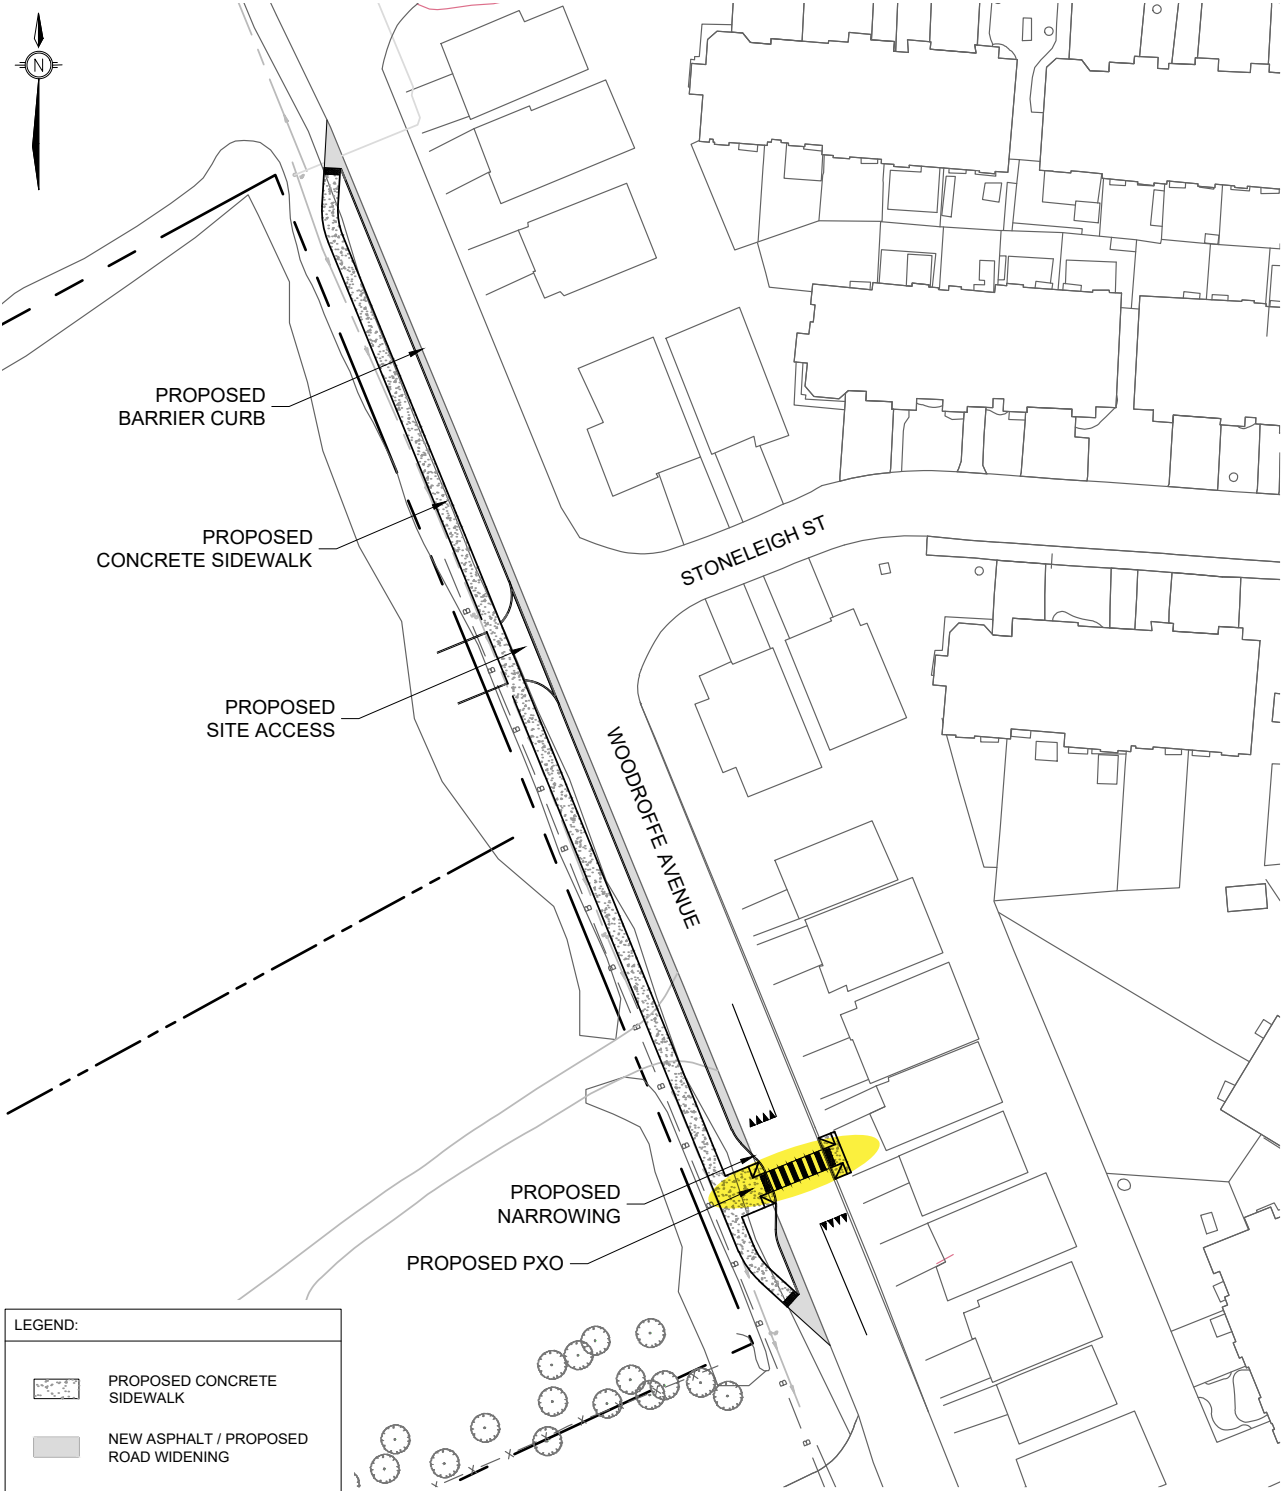 N
PROPOSED
BARRIER CURB
PROPOSED
CONCRETE SIDEWALK
STONELEIGH ST
PROPOSED
SITE ACCESS
WOODROFFE AVENUE
PROPOSED
NARROWING
PROPOSED PXO
LEGEND:
PROPOSED CONCRETE
SIDEWALK
NEW ASPHALT / PROPOSED
ROAD WIDENING